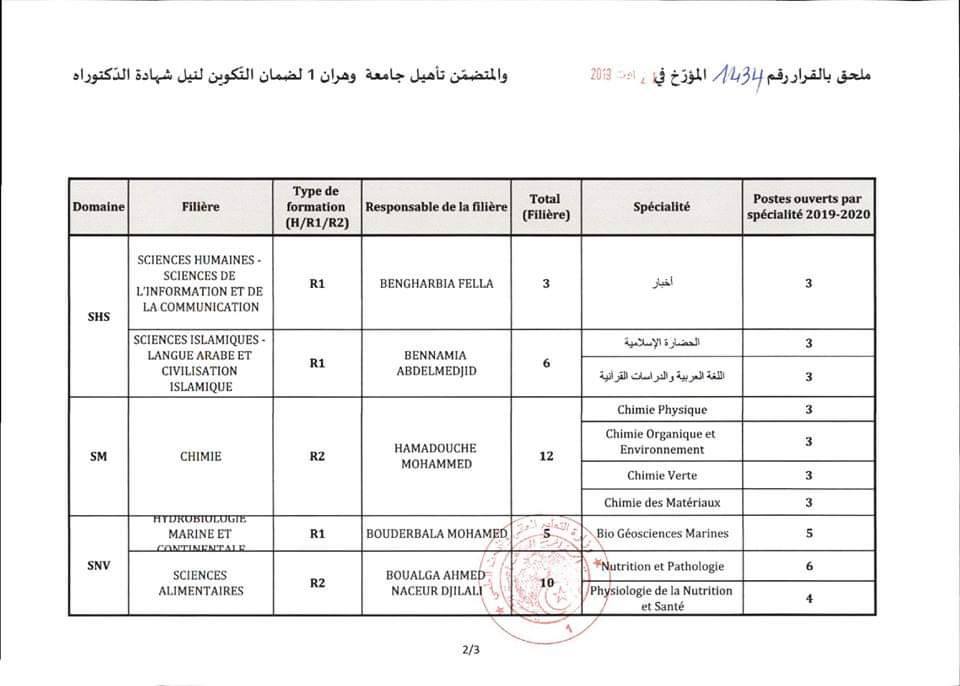 ملحق بالقرار رقم 1434 المؤرّخ في 2019 والمتضمّن تأهيل جامعة وهران 1 لضمان التّكوين لنيل شهادة الدّكتوراه
Domaine
Filière
Type de
formation
(H/R1/R2)
Responsable de la filière
Total
(Filière)
Spécialité
Postes ouverts par
spécialité 2019-2020
SHS
SCIENCES HUMAINES -
SCIENCES DE
L'INFORMATION ET DE
LA COMMUNICATION
R1
BENGHARBIA FELLA
3
أخبار
3
SCIENCES ISLAMIQUES -
LANGUE ARABE ET
CIVILISATION
ISLAMIQUE
R1
BENNAMIA
ABDELMEDJID
6
الحضارة الإسلامية
3
اللغة العربية والدراسات القرآنية
3
SM
CHIMIE
R2
HAMADOUCHE
MOHAMMED
12
Chimie Physique
3
Chimie Organique et
Environnement
3
Chimie Verte
3
Chimie des Matériaux
3
SNV
HYDROBIOLOGIE
MARINE ET
CONTINENTALE
R1
BOUDERBALA MOHAMED
5
Bio Géosciences Marines
5
SCIENCES
ALIMENTAIRES
R2
BOUALGA AHMED
NACEUR DJILALI
10
Nutrition et Pathologie
6
Physiologie de la Nutrition
et Santé
4
1
2/3